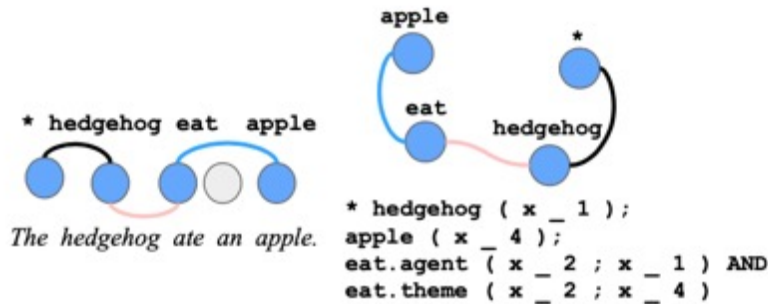 * hedgehog eat apple
The hedgehog ate an apple.
apple
*
eat
hedgehog
* hedgehog ( x _ 1 );
apple ( x _ 4 );
eat.agent ( x _ 2 ; x _ 1 ) AND
eat.theme ( x _ 2 ; x _ 4 )